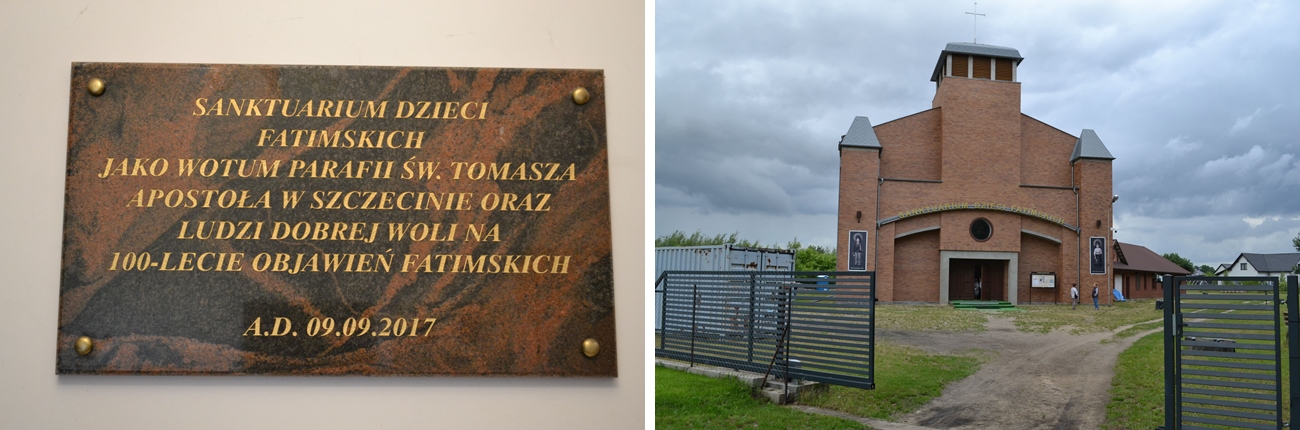 SANKTUARIUM DZIECI
FATIMSKICH
JAKO WOTUM PARAFII ŚW. TOMASZA
APOSTOŁA W SZCZECINIE ORAZ
LUDZI DOBREJ WOLI NA
100-LECIE OBJAWIEŃ FATIMSKICH
A.D. 09.09.2017
SANKTUARIUM DZIECI FATIMSKICH